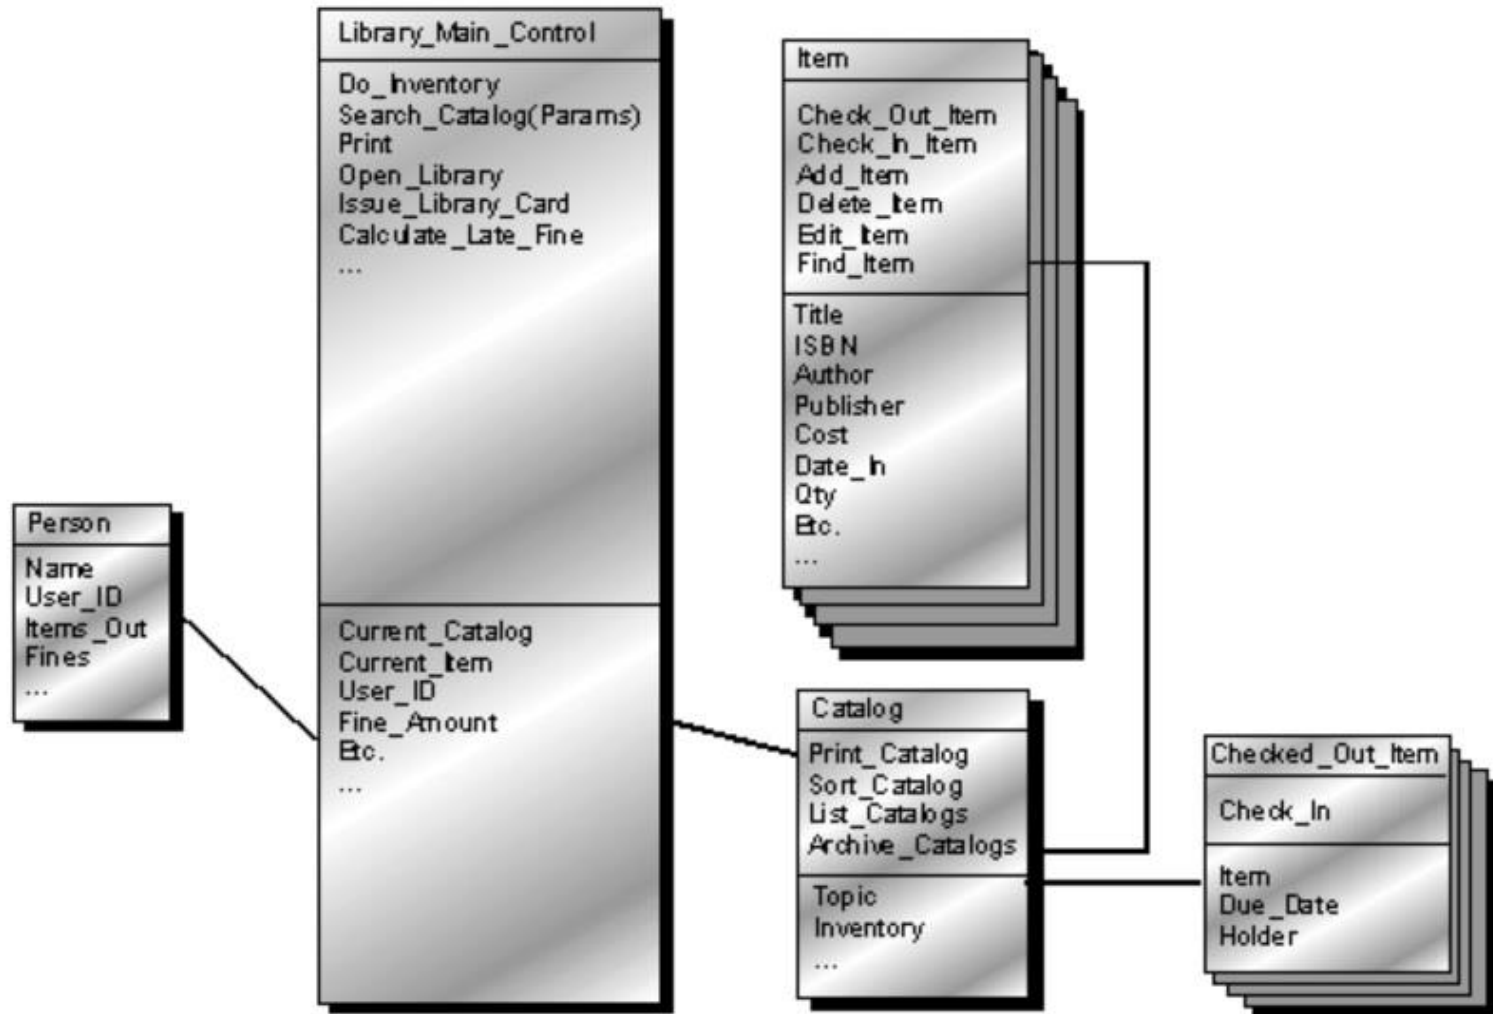 Library_Main_Control
Do_Inventory
Search_Catalog(Params)
Print
Open_Library
Issue_Library_Card
Calculate_Late_Fine
...
Current_Catalog
Current_Item
User_ID
Fine_Amount
Etc.
...
Item
Check_Out_Item
Check_In_Item
Add_Item
Delete_Item
Edit_Item
Find_Item
Title
ISBN
Author
Publisher
Cost
Date_In
Qty
Etc.
...
Person
Name
User_ID
Items_Out
Fines
...
Catalog
Print_Catalog
Sort_Catalog
List_Catalogs
Archive_Catalogs
Topic
Inventory
...
Checked_Out_Item
Check_In
Item
Due_Date
Holder